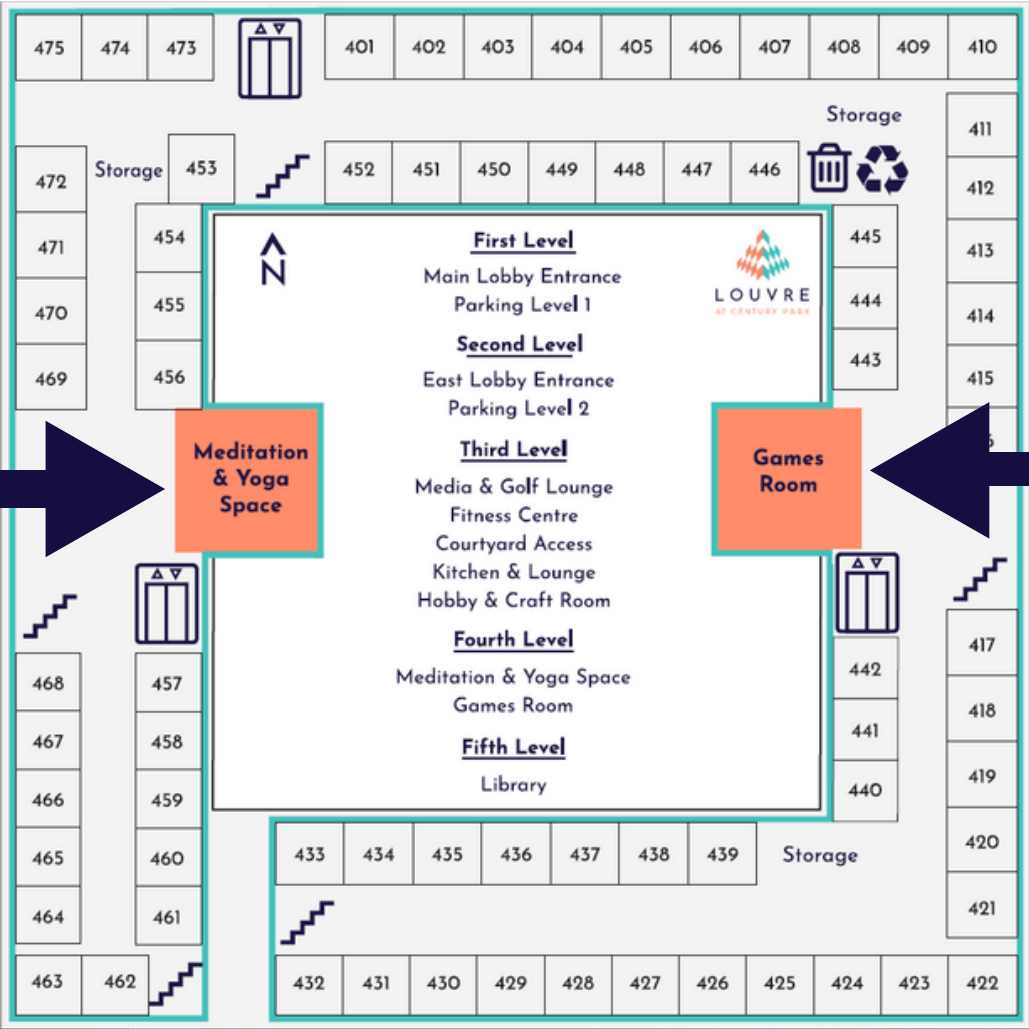 475 474 473 401 402 403 404 405 406 407 408 409 410
Storage
411
472 Storage 453 452 451 450 449 448 447 446 412
471 454 445 413
470 455 444 414
469 456 443 415
N
First Level
Main Lobby Entrance
Parking Level 1
Second Level
East Lobby Entrance
Parking Level 2
Third Level
Media & Golf Lounge
Fitness Centre
Courtyard Access
Kitchen & Lounge
Hobby & Craft Room
Fourth Level
Meditation & Yoga Space
Games Room
Fifth Level
Library
LOUVRE
AT CENTURY PARK
Meditation
& Yoga
Space
Games
Room
468 457 442 417
467 458 441 418
466 459 440 419
465 460 433 434 435 436 437 438 439 Storage 420
464 461 421
463 462 432 431 430 429 428 427 426 425 424 423 422